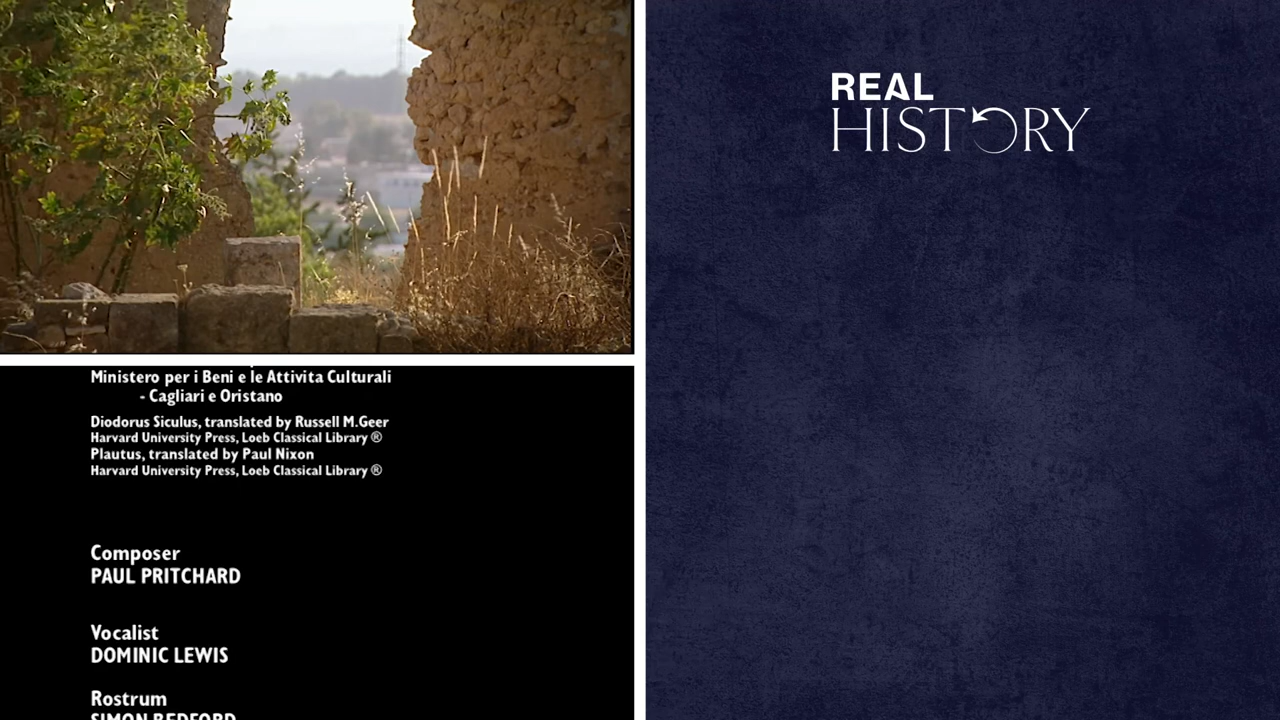 Ministero per i Beni e le Attivita Culturali
- Cagliari e Oristano
Diodorus Siculus, translated by Russell M.Geer
Harvard University Press, Loeb Classical Library ®
Plautus, translated by Paul Nixon
Harvard University Press, Loeb Classical Library ®
Composer
PAUL PRITCHARD
Vocalist
DOMINIC LEWIS
Rostrum
SIMON BEDFORD
REAL
HISTORY